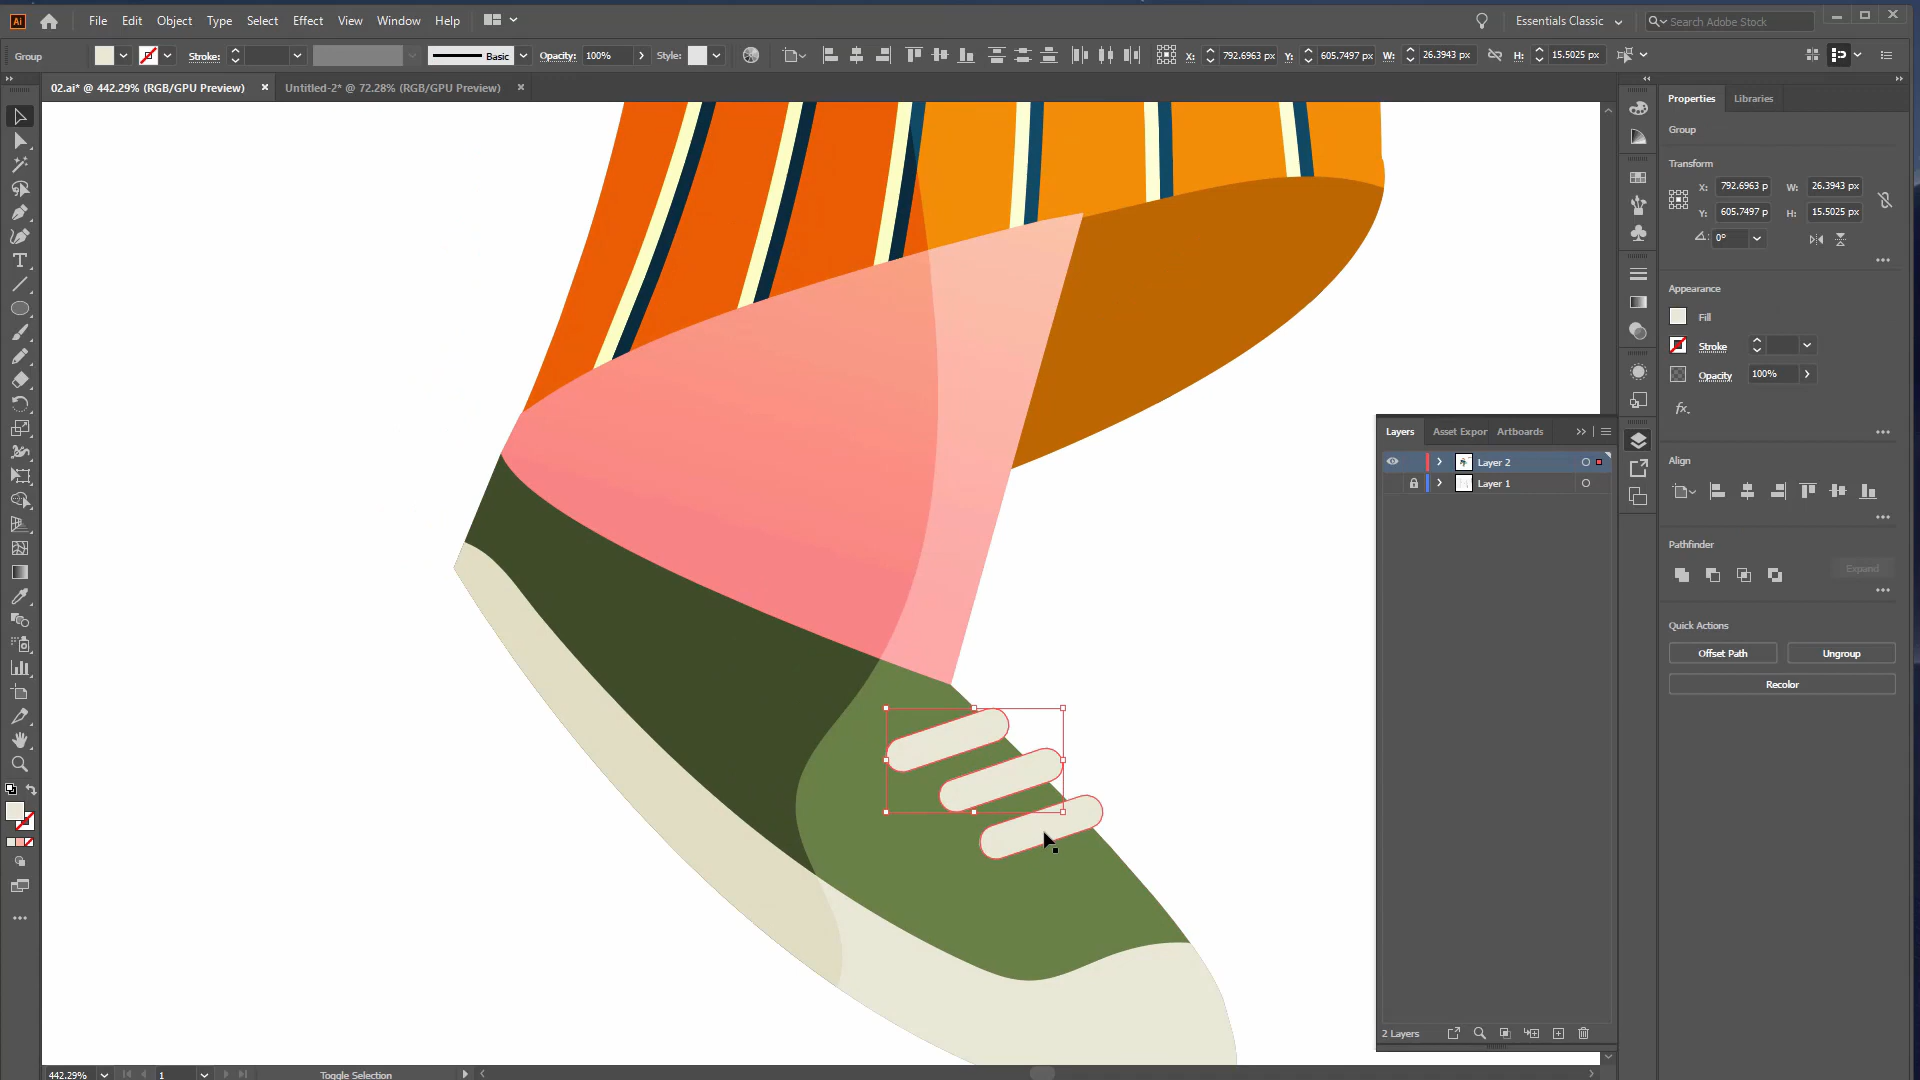 Ai File Edit Object Type Select Effect View Window Help Essentials Classic Search Adobe Stock
Group Stroke: Basic Opacity: 100% Style: X: 792.6963 px Y: 605.7497 px W: 26.3943 px H: 15.5025 px
02.ai* @ 442.29% (RGB/GPU Preview) × Untitled-2* @ 72.28% (RGB/GPU Preview) ×
Properties Libraries
Group
Transform
X: 792.6963 p W: 26.3943 px
Y: 605.7497 p H: 15.5025 px
0°
Appearance
Fill
Stroke
Opacity 100%
fx.
Align
Pathfinder
Expand
Quick Actions
Offset Path Ungroup
Recolor
Layers Asset Expor Artboards
Layer 2
Layer 1
2 Layers
442.29% 1 Toggle Selection